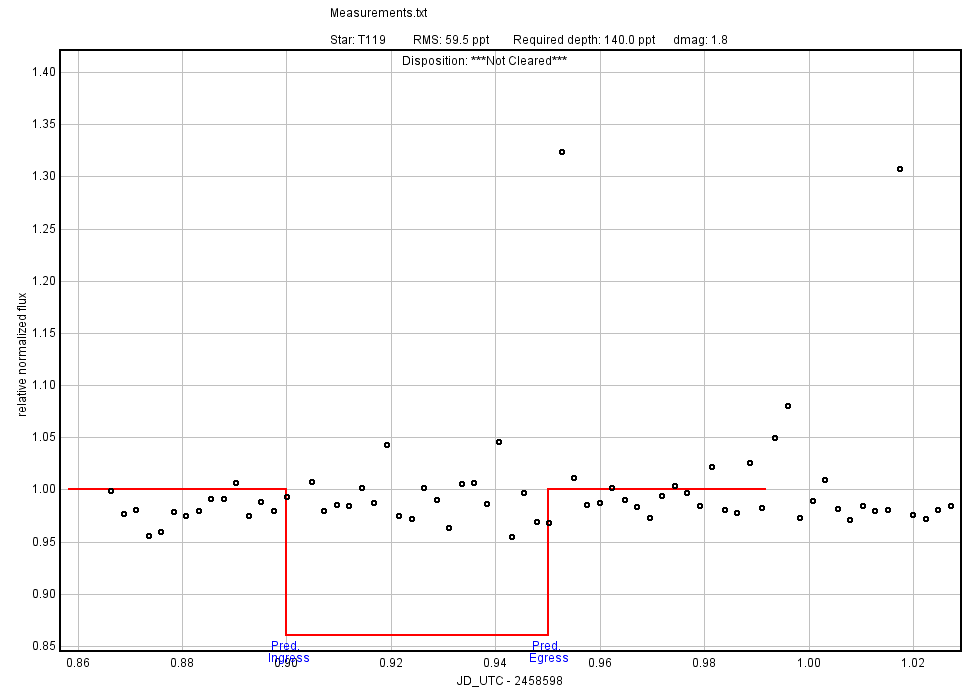 Measurements.txt
Star: T119 RMS: 59.5 ppt Required depth: 140.0 ppt dmag: 1.8
Disposition: ***Not Cleared***
1.40
1.35
1.30
1.25
1.20
1.15
1.10
1.05
1.00
0.95
0.90
0.85
relative normalized flux
Pred. Pred.
Ingress Egress
0.86 0.88 0.90 0.92 0.94 0.96 0.98 1.00 1.02
JD_UTC - 2458598